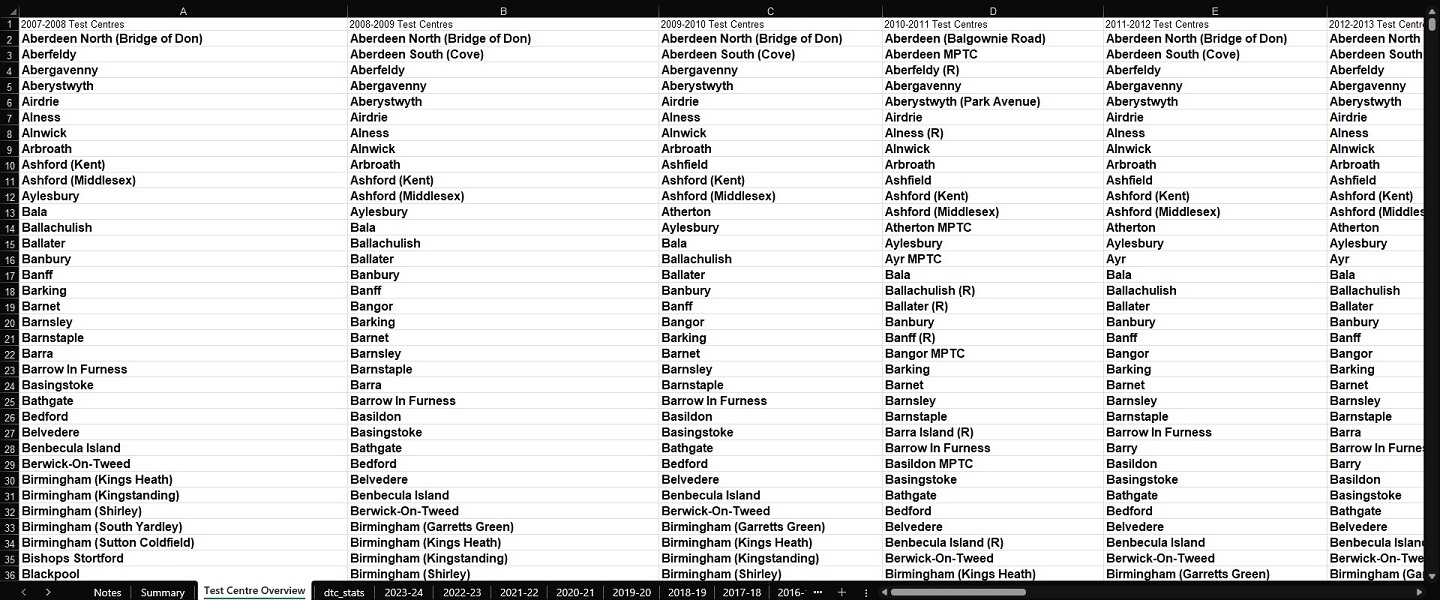 A B C D E
1 2007-2008 Test Centres 2008-2009 Test Centres 2009-2010 Test Centres 2010-2011 Test Centres 2011-2012 Test Centres 2012-2013 Test Centr
2 Aberdeen North (Bridge of Don) Aberdeen North (Bridge of Don) Aberdeen North (Bridge of Don) Aberdeen (Balgownie Road) Aberdeen North (Bridge of Don) Aberdeen North
3 Aberfeldy Aberdeen South (Cove) Aberdeen South (Cove) Aberdeen MPTC Aberdeen South (Cove) Aberdeen South
4 Abergavenny Aberfeldy Abergavenny Aberfeldy (R) Aberfeldy Aberfeldy
5 Aberystwyth Abergavenny Aberystwyth Abergavenny Abergavenny Abergavenny
6 Airdrie Aberystwyth Airdrie Aberystwyth (Park Avenue) Aberystwyth Aberystwyth
7 Alness Airdrie Alness Airdrie Airdrie Airdrie
8 Alnwick Alness Alnwick Alness (R) Alness Alness
9 Arbroath Alnwick Arbroath Alnwick Alnwick Alnwick
10 Ashford (Kent) Arbroath Ashfield Arbroath Arbroath Arbroath
11 Ashford (Middlesex) Ashford (Kent) Ashford (Kent) Ashfield Ashfield Ashfield
12 Aylesbury Ashford (Middlesex) Ashford (Middlesex) Ashford (Kent) Ashford (Kent) Ashford (Kent)
13 Bala Aylesbury Atherton Ashford (Middlesex) Ashford (Middlesex) Ashford (Middles
14 Ballachulish Bala Aylesbury Atherton MPTC Atherton Atherton
15 Ballater Ballachulish Bala Aylesbury Aylesbury Aylesbury
16 Banbury Ballater Ballachulish Ayr MPTC Ayr Ayr
17 Banff Banbury Ballater Bala Bala Bala
18 Barking Banff Banbury Ballachulish (R) Ballachulish Ballachulish
19 Barnet Bangor Banff Ballater (R) Ballater Ballater
20 Barnsley Barking Bangor Banbury Banbury Banbury
21 Barnstaple Barnet Barking Banff (R) Banff Banff
22 Barra Barnsley Barnet Bangor MPTC Bangor Bangor
23 Barrow In Furness Barnstaple Barnsley Barking Barking Barking
24 Basingstoke Barra Barnstaple Barnet Barnet Barnet
25 Bathgate Barrow In Furness Barrow In Furness Barnsley Barnsley Barnsley
26 Bedford Basildon Basildon Barnstaple Barnstaple Barnstaple
27 Belvedere Basingstoke Basingstoke Barra Island (R) Barrow In Furness Barra
28 Benbecula Island Bathgate Bathgate Barrow In Furness Barry Barrow In Furnes
29 Berwick-On-Tweed Bedford Bedford Basildon MPTC Basildon Barry
30 Birmingham (Kings Heath) Belvedere Belvedere Basingstoke Basingstoke Basildon
31 Birmingham (Kingstanding) Benbecula Island Benbecula Island Bathgate Bathgate Basingstoke
32 Birmingham (Shirley) Berwick-On-Tweed Berwick-On-Tweed Bedford Bedford Bathgate
33 Birmingham (South Yardley) Birmingham (Garretts Green) Birmingham (Garretts Green) Belvedere Belvedere Belvedere
34 Birmingham (Sutton Coldfield) Birmingham (Kings Heath) Birmingham (Kings Heath) Benbecula Island (R) Benbecula Island Benbecula Islan
35 Bishops Stortford Birmingham (Kingstanding) Birmingham (Kingstanding) Berwick-On-Tweed Berwick-On-Tweed Berwick-On-Twe
36 Blackpool Birmingham (Shirley) Birmingham (Shirley) Birmingham (Kings Heath) Birmingham (Garretts Green) Birmingham (Gar
Notes Summary Test Centre Overview dtc_stats 2023-24 2022-23 2021-22 2020-21 2019-20 2018-19 2017-18 2016-